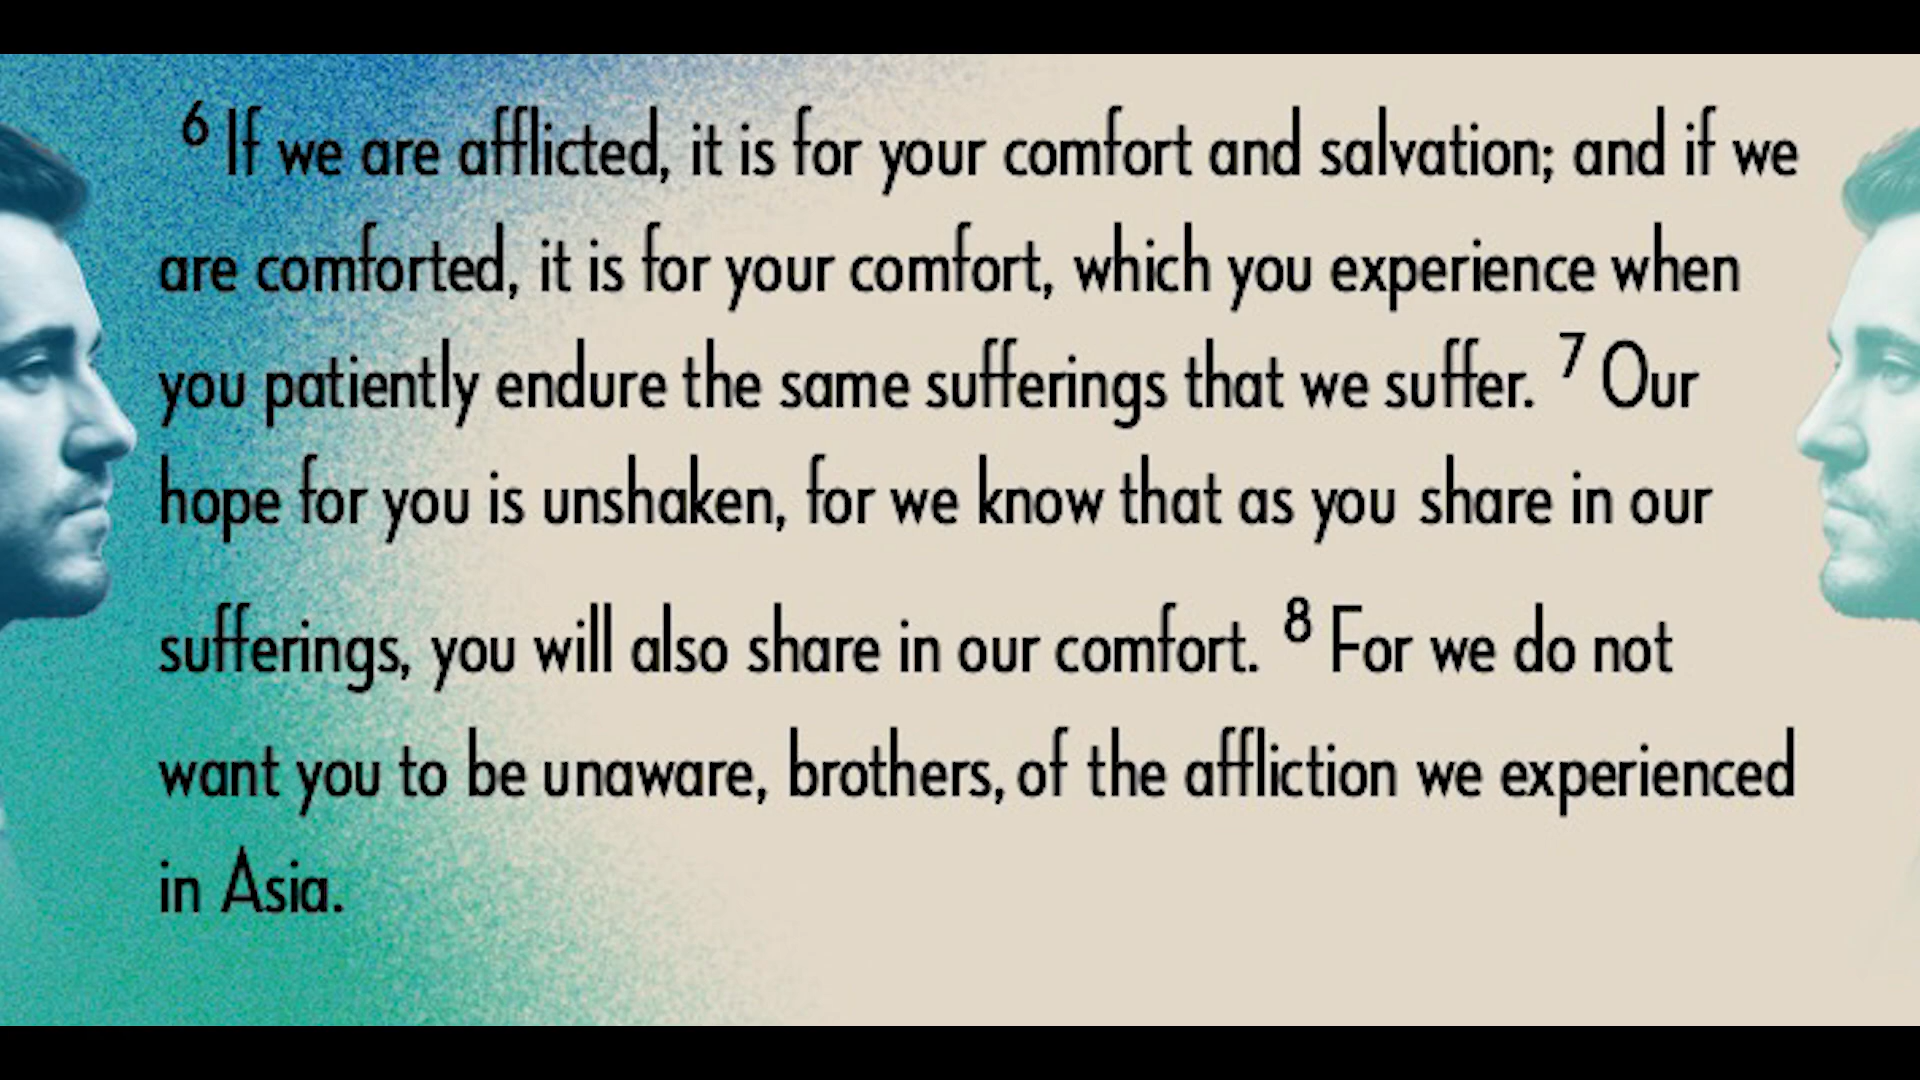 6 If we are afflicted, it is for your comfort and salvation; and if we
are comforted, it is for your comfort, which you experience when
you patiently endure the same sufferings that we suffer. 7 Our
hope for you is unshaken, for we know that as you share in our
sufferings, you will also share in our comfort. 8 For we do not
want you to be unaware, brothers, of the affliction we experienced
in Asia.